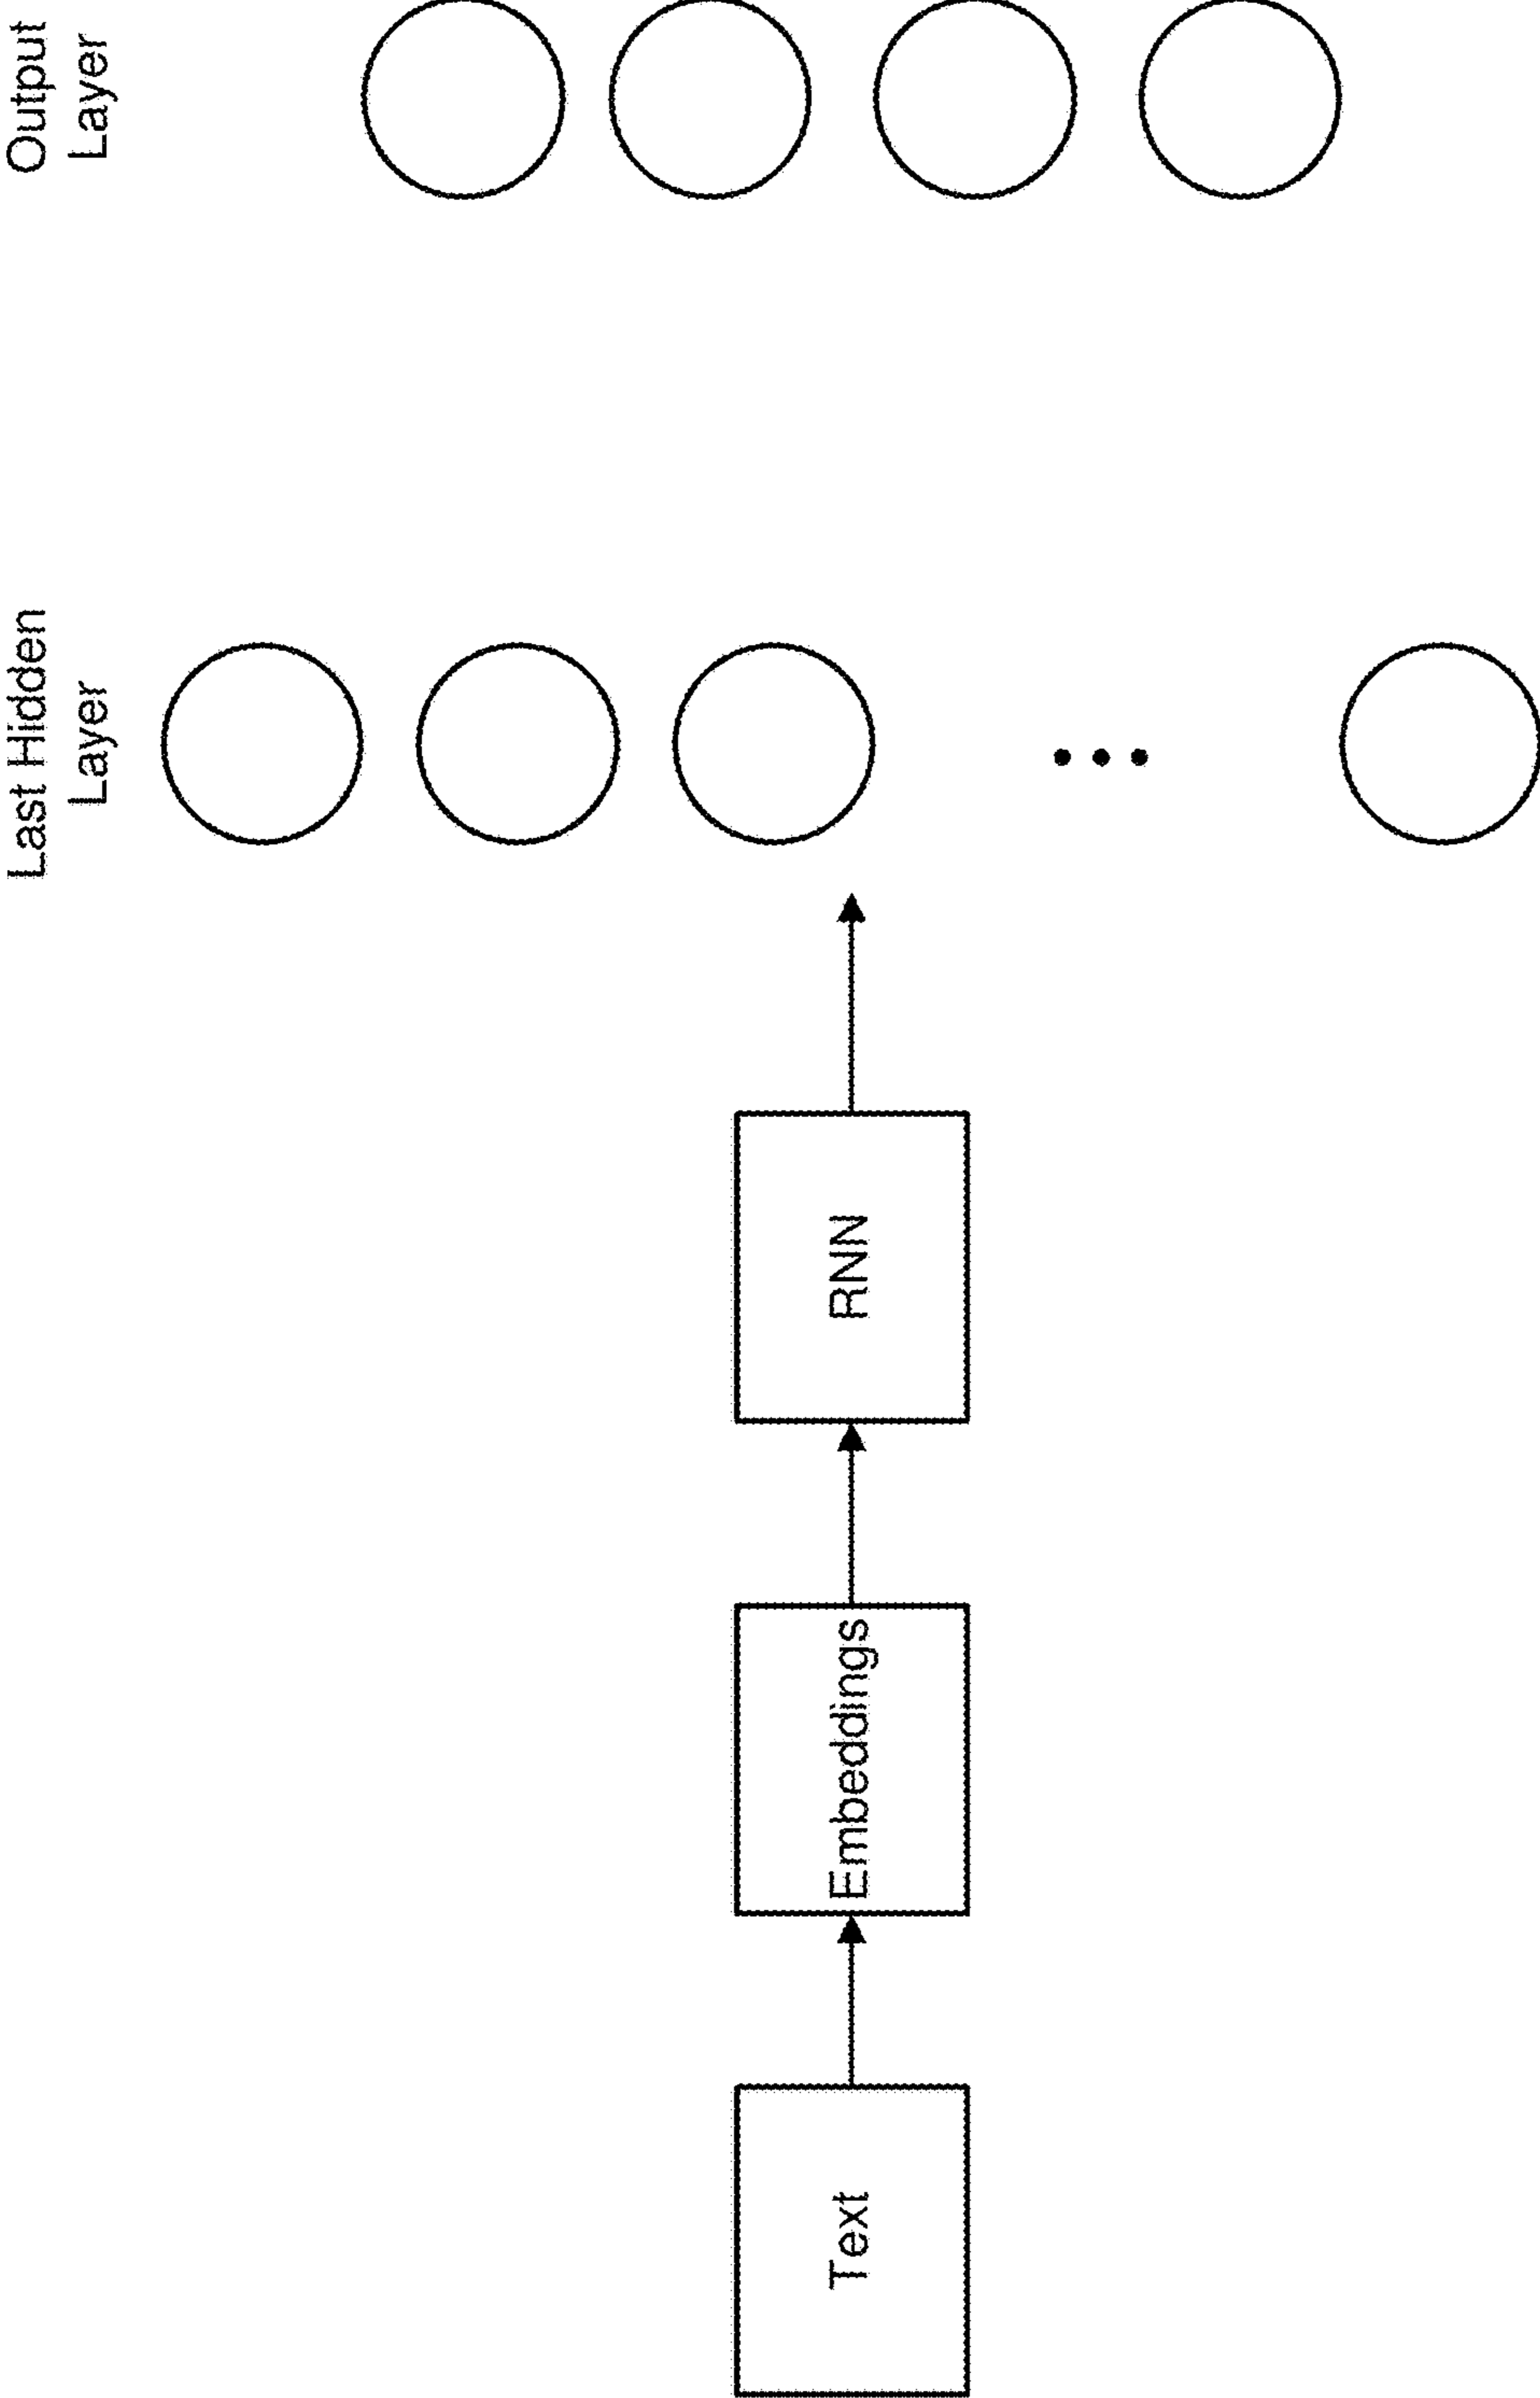 Last Hidden
Layer
Output
Layer
Text
Embeddings
RNN